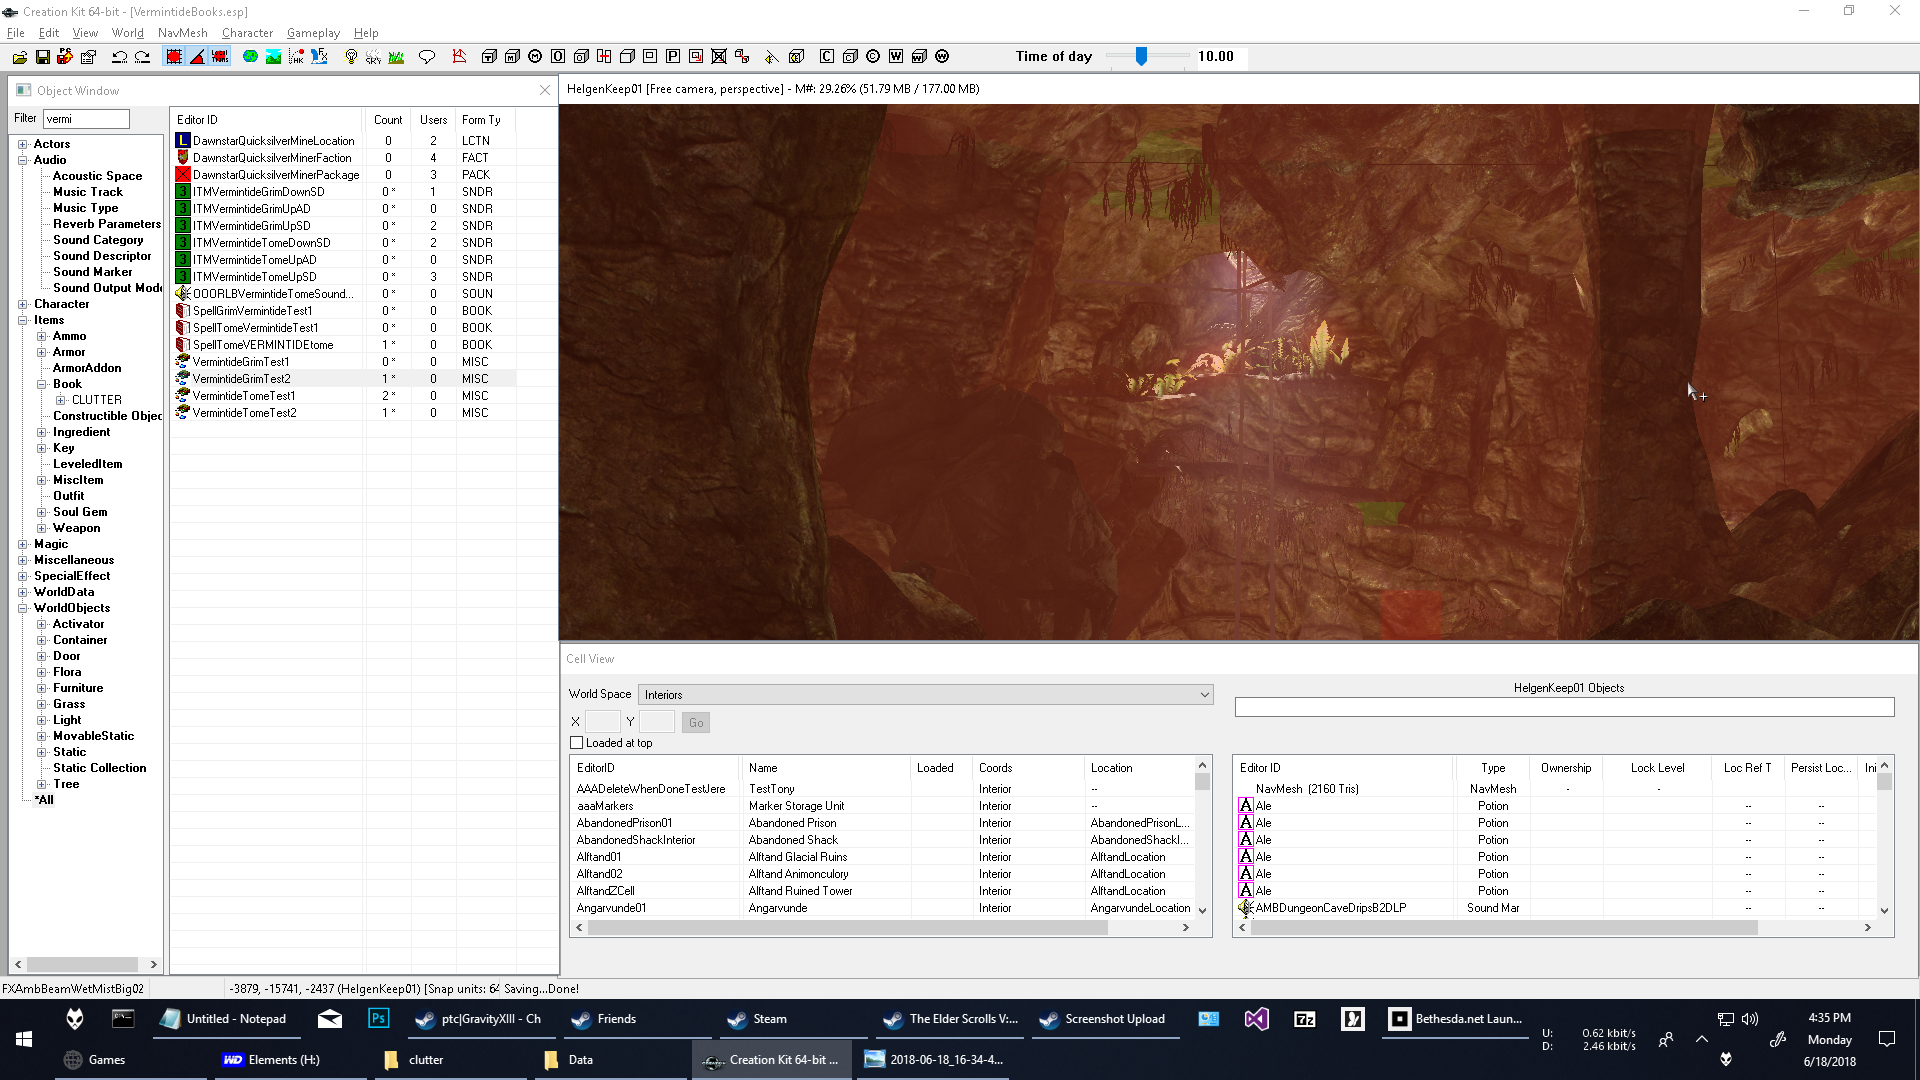 Creation Kit 64-bit - [VermintideBooks.esp]
File Edit View World NavMesh Character Gameplay Help
Time of day 10.00
Object Window
Filter vermi
Actors
Audio
Acoustic Space
Music Track
Music Type
Reverb Parameters
Sound Category
Sound Descriptor
Sound Marker
Sound Output Mode
Character
Items
Ammo
Armor
ArmorAddon
Book
CLUTTER
Constructible Objec
Ingredient
Key
LeveledItem
MiscItem
Outfit
Soul Gem
Weapon
Magic
Miscellaneous
SpecialEffect
WorldData
WorldObjects
Activator
Container
Door
Flora
Furniture
Grass
Light
MovableStatic
Static
Static Collection
Tree
*All
Editor ID Count Users Form Ty
DawnstarQuicksilverMineLocation 0 2 LCTN
DawnstarQuicksilverMinerFaction 0 4 FACT
DawnstarQuicksilverMinerPackage 0 3 PACK
ITMVermintideGrimDownSD 0 * 1 SNDR
ITMVermintideGrimUpAD 0 * 0 SNDR
ITMVermintideGrimUpSD 0 * 2 SNDR
ITMVermintideTomeDownSD 0 * 2 SNDR
ITMVermintideTomeUpAD 0 * 0 SNDR
ITMVermintideTomeUpSD 0 * 3 SNDR
OOORLBVermintideTomeSound... 0 * 0 SOUN
SpellGrimVermintideTest1 0 * 0 BOOK
SpellTomeVermintideTest1 0 * 0 BOOK
SpellTomeVERMINTIDEtome 1 * 0 BOOK
VermintideGrimTest1 0 * 0 MISC
VermintideGrimTest2 1 * 0 MISC
VermintideTomeTest1 2 * 0 MISC
VermintideTomeTest2 1 * 0 MISC
HelgenKeep01 [Free camera, perspective] - M#: 29.26% (51.79 MB / 177.00 MB)
Cell View
World Space Interiors
X Y Go
Loaded at top
EditorID Name Loaded Coords Location
AAADeleteWhenDoneTestJere TestTony Interior --
aaaMarkers Marker Storage Unit Interior --
AbandonedPrison01 Abandoned Prison Interior AbandonedPrisonL...
AbandonedShackInterior Abandoned Shack Interior AbandonedShackI...
Alftand01 Alftand Glacial Ruins Interior AlftandLocation
Alftand02 Alftand Animonculory Interior AlftandLocation
AlftandZCell Alftand Ruined Tower Interior AlftandLocation
Angarvunde01 Angarvunde Interior AngarvundeLocation
HelgenKeep01 Objects
Editor ID Type Ownership Lock Level Loc Ref T Persist Loc... Ini
NavMesh (2160 Tris) NavMesh - -
Ale Potion -- --
Ale Potion -- --
Ale Potion -- --
Ale Potion -- --
Ale Potion -- --
Ale Potion -- --
AMBDungeonCaveDripsB2DLP Sound Mar -- --
FXAmbBeamWetMistBig02 -3879, -15741, -2437 (HelgenKeep01) [Snap units: 64 Saving...Done!
Untitled - Notepad Ps ptc|GravityXIII - Ch Friends Steam The Elder Scrolls V:... Screenshot Upload 7z Bethesda.net Laun...
U: 0.62 kbit/s
D: 2.46 kbit/s
4:35 PM
Monday
6/18/2018
Games WD Elements (H:) clutter Data Creation Kit 64-bit ... 2018-06-18_16-34-4...